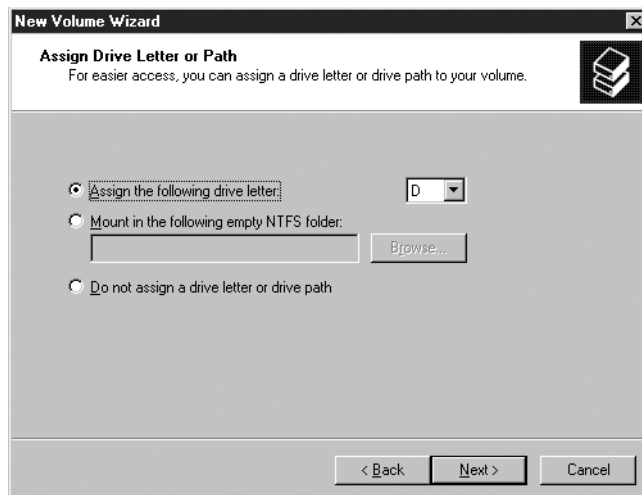 New Volume Wizard
Assign Drive Letter or Path
For easier access, you can assign a drive letter or drive path to your volume.
Assign the following drive letter: D
Mount in the following empty NTFS folder:
Browse...
Do not assign a drive letter or drive path
< Back Next > Cancel